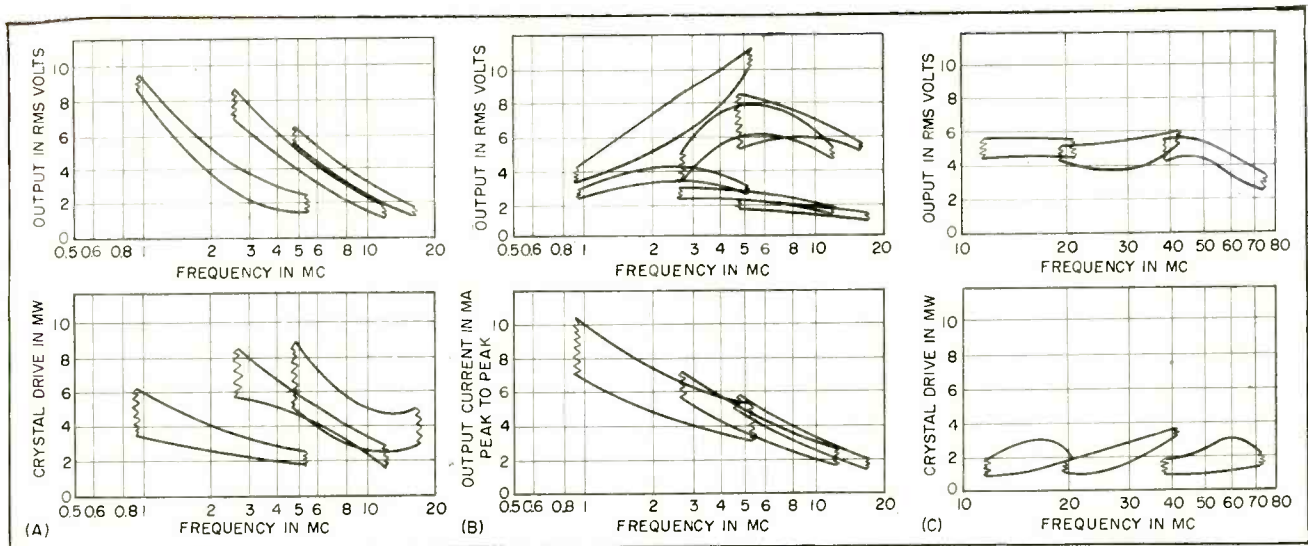 OUTPUT IN RMS VOLTS
10
8
6
4
2
0
0.5 0.6 0.8 1 2 3 4 5 6 8 10 20
FREQUENCY IN MC
OUTPUT IN RMS VOLTS
10
8
6
4
2
0
0.5 0.6 0.8 1 2 3 4 5 6 8 10 20
FREQUENCY IN MC
OUPUT IN RMS VOLTS
10
8
6
4
2
0
10 20 30 40 50 60 70 80
FREQUENCY IN MC
CRYSTAL DRIVE IN MW
10
8
6
4
2
0
0.5 0.6 0.8 1 2 3 4 5 6 8 10 20
(A) FREQUENCY IN MC
OUTPUT CURRENT IN MA
PEAK TO PEAK
10
8
6
4
2
0
0.5 0.6 0.8 1 2 3 4 5 6 8 10 20
(B) FREQUENCY IN MC
CRYSTAL DRIVE IN MW
10
8
6
4
2
0
10 20 30 40 50 60 70 80
(C) FREQUENCY IN MC